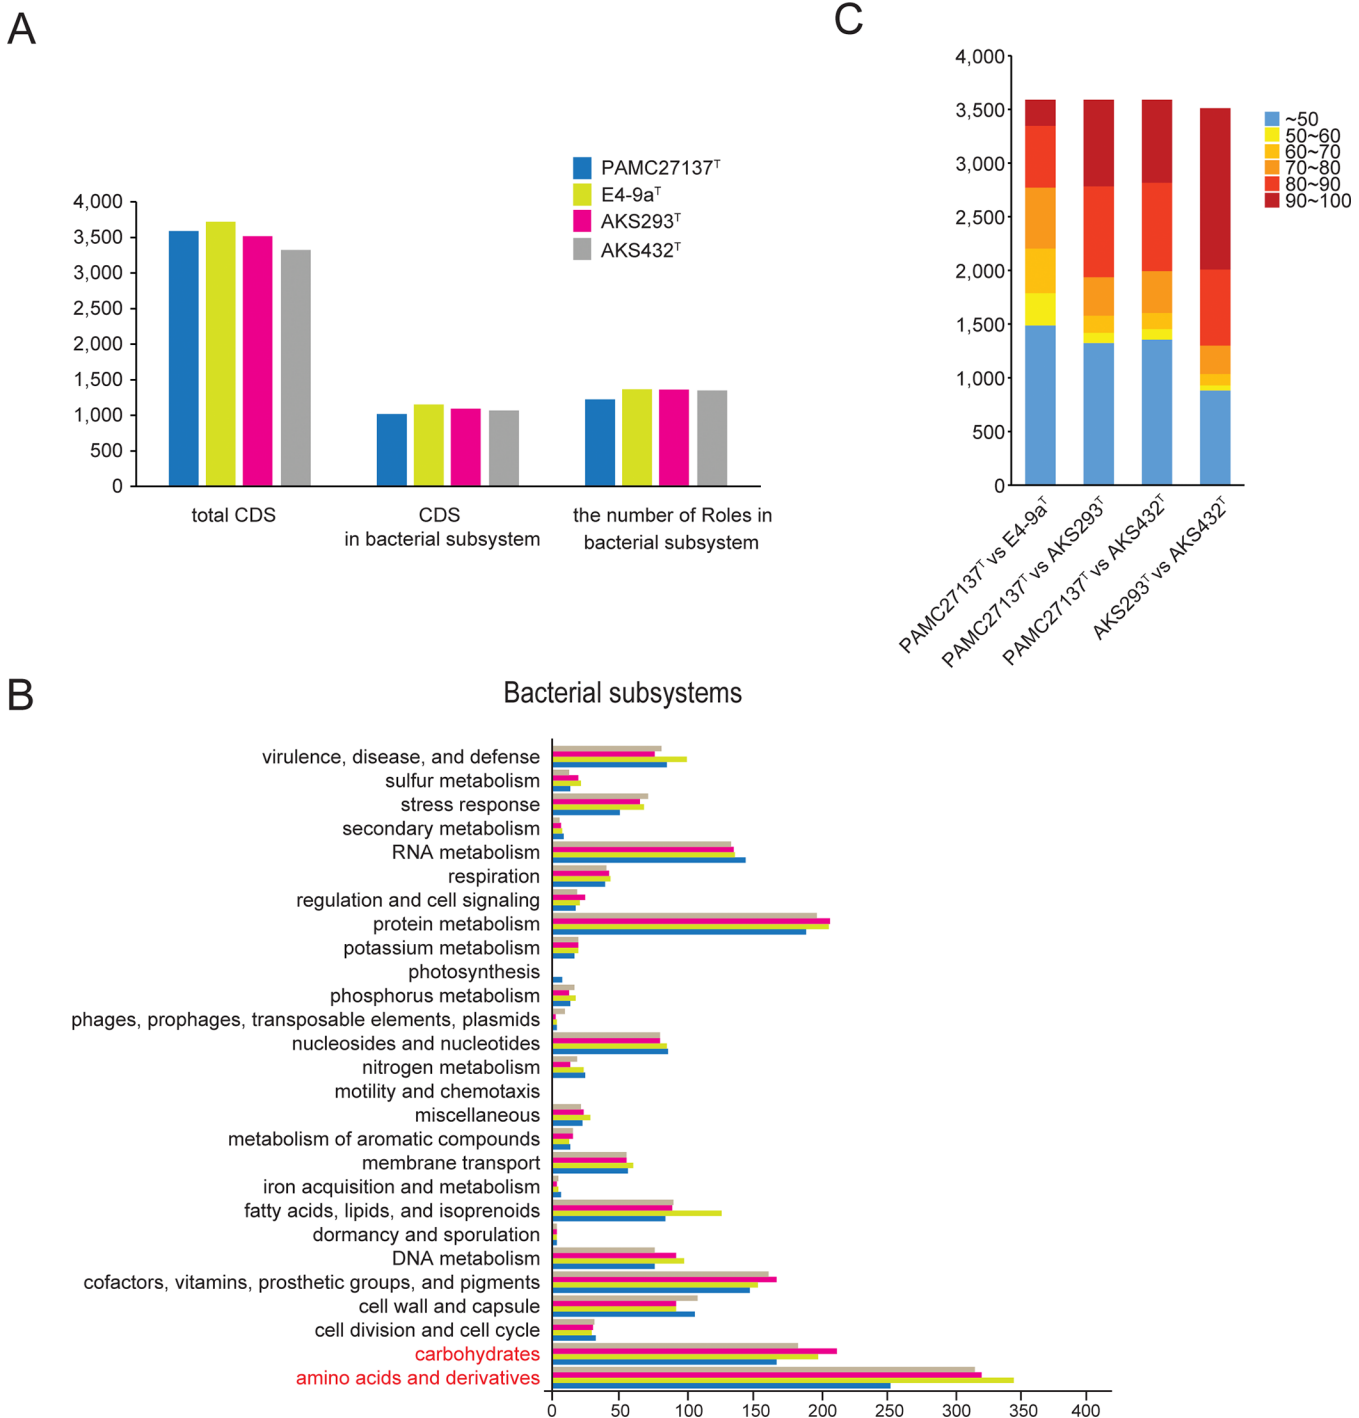 A
PAMC27137ᵀ
E4-9aᵀ
AKS293ᵀ
AKS432ᵀ
4,000
3,500
3,000
2,500
2,000
1,500
1,000
500
0
total CDS
CDS
in bacterial subsystem
the number of Roles in
bacterial subsystem
C
4,000
3,500
3,000
2,500
2,000
1,500
1,000
500
0
~50
50~60
60~70
70~80
80~90
90~100
PAMC27137ᵀ vs E4-9aᵀ
PAMC27137ᵀ vs AKS293ᵀ
PAMC27137ᵀ vs AKS432ᵀ
AKS293ᵀ vs AKS432ᵀ
B
Bacterial subsystems
virulence, disease, and defense
sulfur metabolism
stress response
secondary metabolism
RNA metabolism
respiration
regulation and cell signaling
protein metabolism
potassium metabolism
photosynthesis
phosphorus metabolism
phages, prophages, transposable elements, plasmids
nucleosides and nucleotides
nitrogen metabolism
motility and chemotaxis
miscellaneous
metabolism of aromatic compounds
membrane transport
iron acquisition and metabolism
fatty acids, lipids, and isoprenoids
dormancy and sporulation
DNA metabolism
cofactors, vitamins, prosthetic groups, and pigments
cell wall and capsule
cell division and cell cycle
carbohydrates
amino acids and derivatives
0 50 100 150 200 250 300 350 400